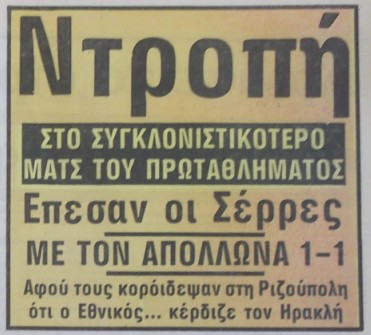 Ντροπή
ΣΤΟ ΣΥΓΚΛΟΝΙΣΤΙΚΟΤΕΡΟ
ΜΑΤΣ ΤΟΥ ΠΡΩΤΑΘΛΗΜΑΤΟΣ
Επεσαν οι Σέρρες
ΜΕ ΤΟΝ ΑΠΟΛΛΩΝΑ 1-1
Αφού τους κορόιδεψαν στη Ριζούπολη
ότι ο Εθνικός... κέρδιζε τον Ηρακλή